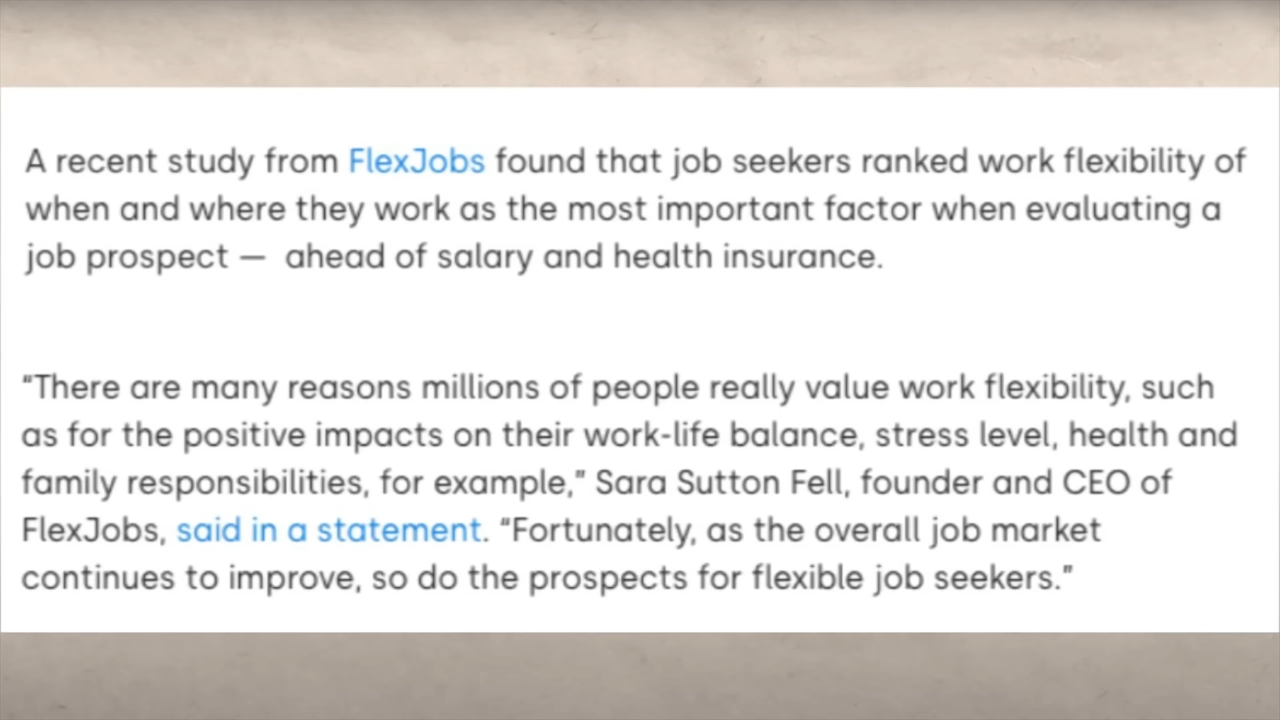 A recent study from FlexJobs found that job seekers ranked work flexibility of
when and where they work as the most important factor when evaluating a
job prospect —  ahead of salary and health insurance.
“There are many reasons millions of people really value work flexibility, such
as for the positive impacts on their work-life balance, stress level, health and
family responsibilities, for example,” Sara Sutton Fell, founder and CEO of
FlexJobs, said in a statement. “Fortunately, as the overall job market
continues to improve, so do the prospects for flexible job seekers.”